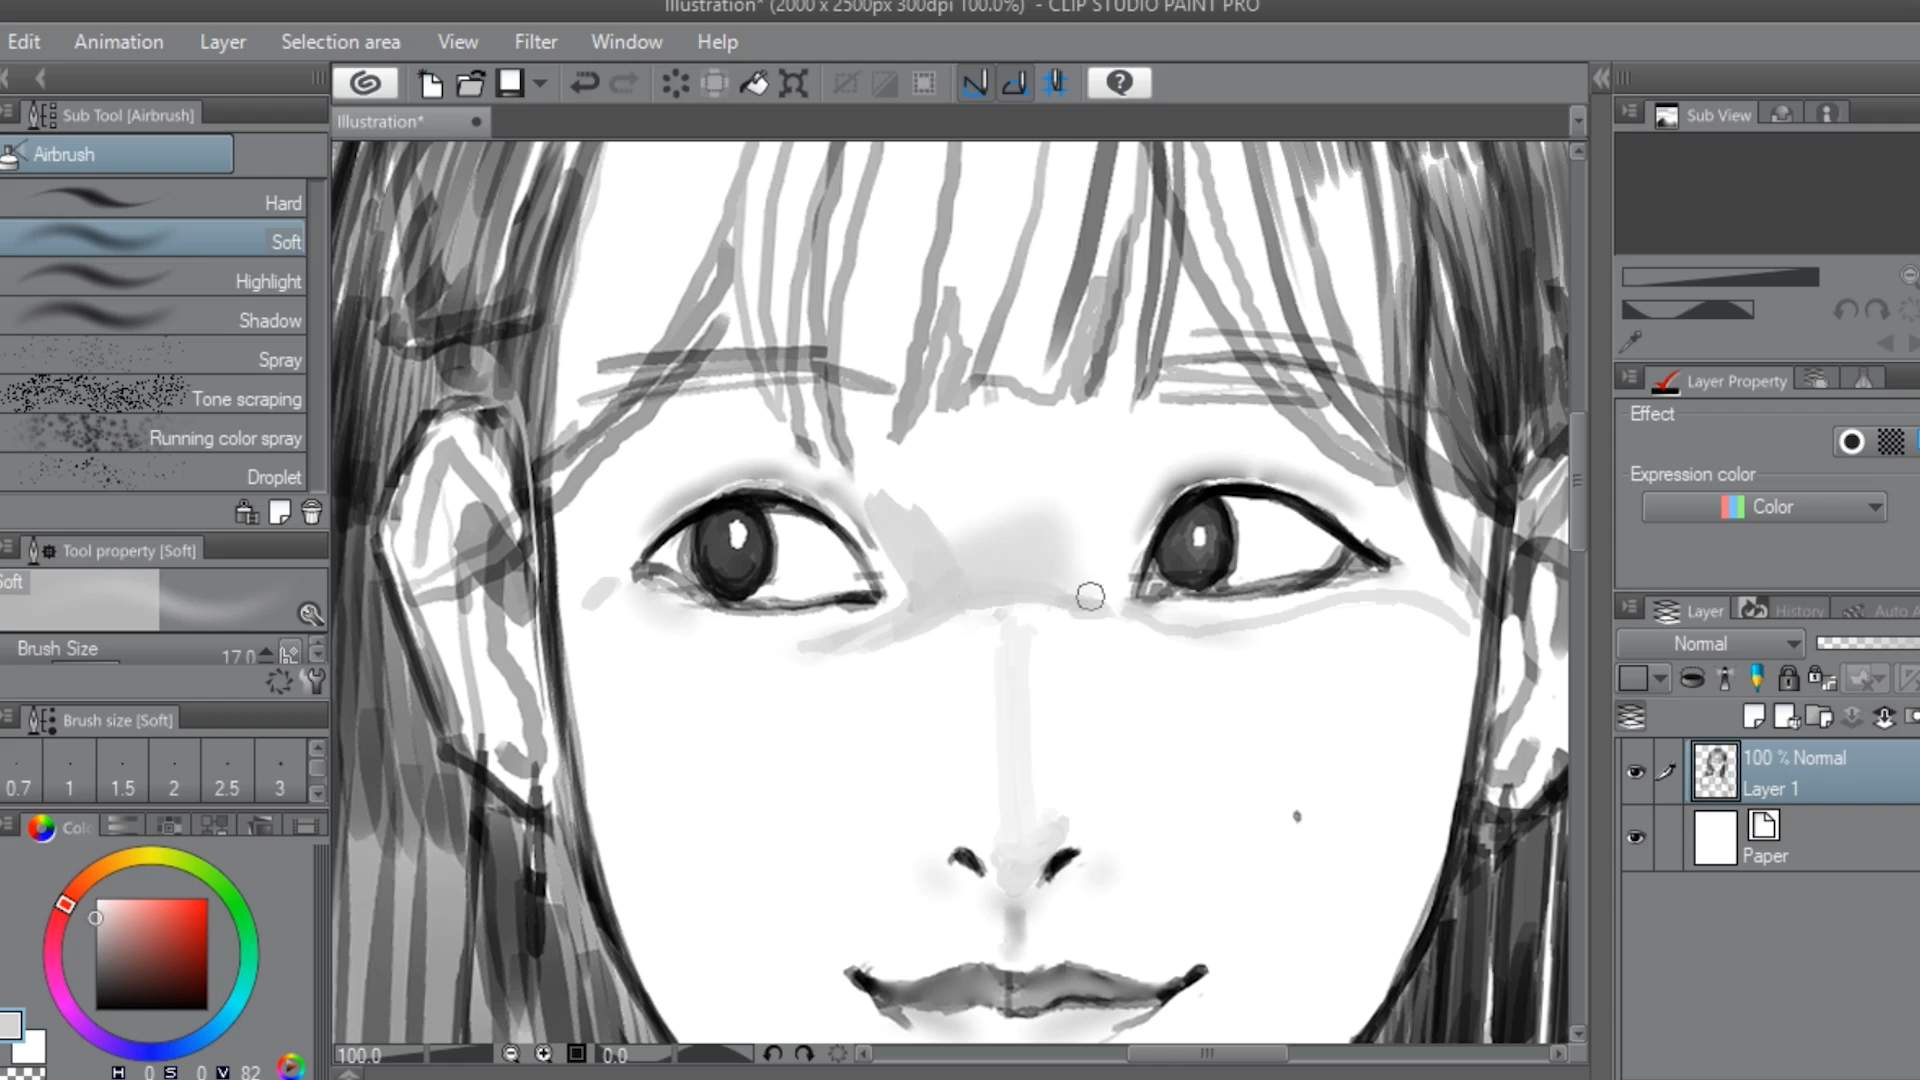 Illustration* (2000 x 2500px 300dpi 100.0%) - CLIP STUDIO PAINT PRO
Edit Animation Layer Selection area View Filter Window Help
Sub Tool [Airbrush]
Airbrush
Hard
Soft
Highlight
Shadow
Spray
Tone scraping
Running color spray
Droplet
Tool property [Soft]
Soft
Brush Size 17.0
Brush size [Soft]
0.7 1 1.5 2 2.5 3
H 0 S 0 V 82
Illustration*
100.0 0.0
Sub View
Layer Property
Effect
Expression color
Color
Layer History Auto A
Normal
100 % Normal
Layer 1
Paper